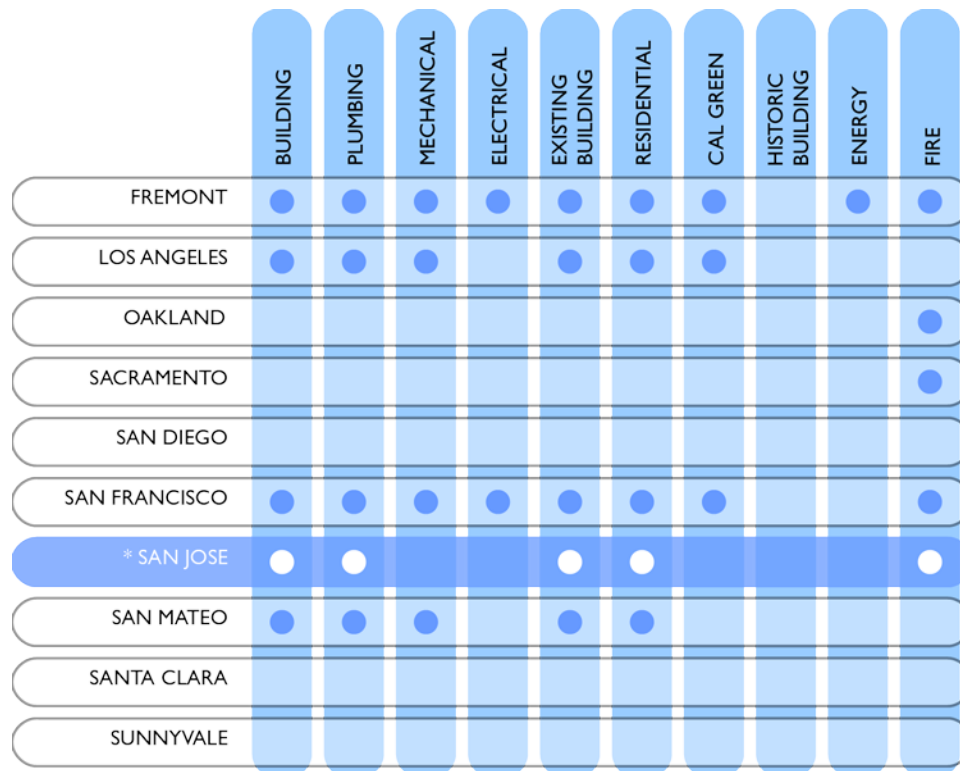 BUILDING
PLUMBING
MECHANICAL
ELECTRICAL
EXISTING
BUILDING
RESIDENTIAL
CAL GREEN
HISTORIC
BUILDING
ENERGY
FIRE
FREMONT
LOS ANGELES
OAKLAND
SACRAMENTO
SAN DIEGO
SAN FRANCISCO
* SAN JOSE
SAN MATEO
SANTA CLARA
SUNNYVALE